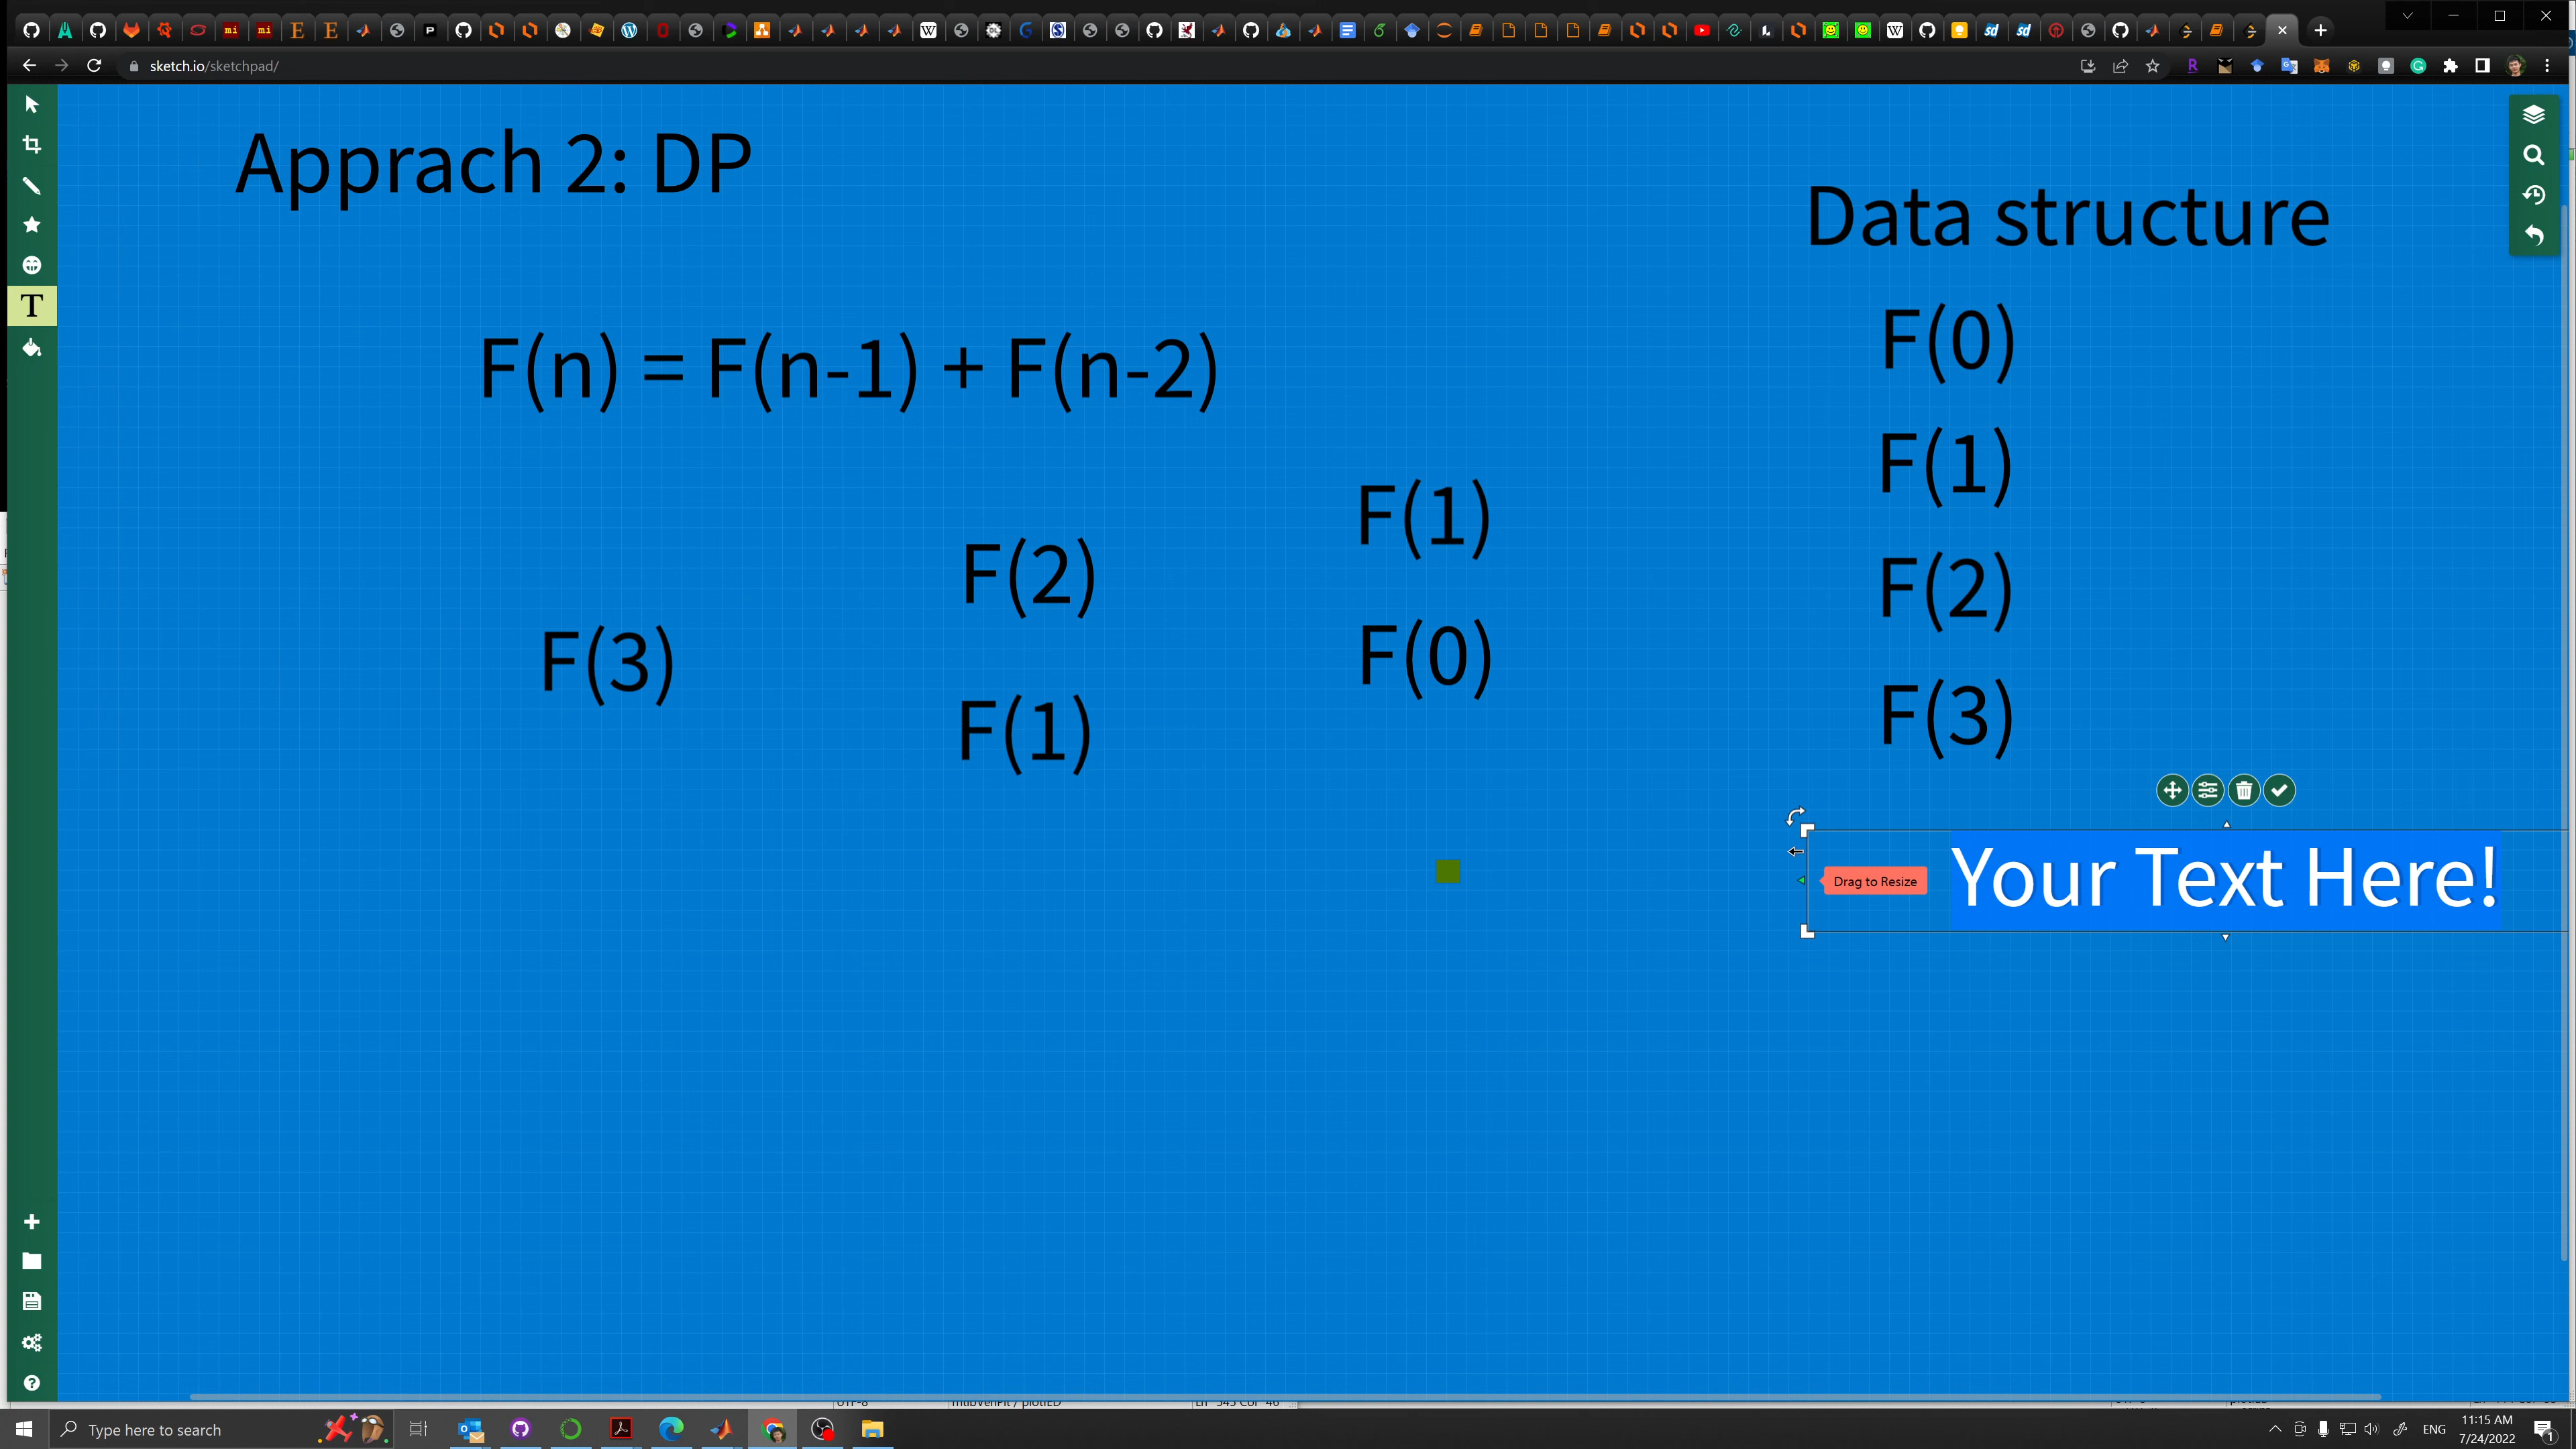 sketch.io/sketchpad/
Apprach 2: DP
Data structure
F(n) = F(n-1) + F(n-2)
F(0)
F(1)
F(1)
F(2)
F(2)
F(3)
F(0)
F(1)
F(3)
Drag to Resize
Your Text Here!
Type here to search
ENG
11:15 AM
7/24/2022